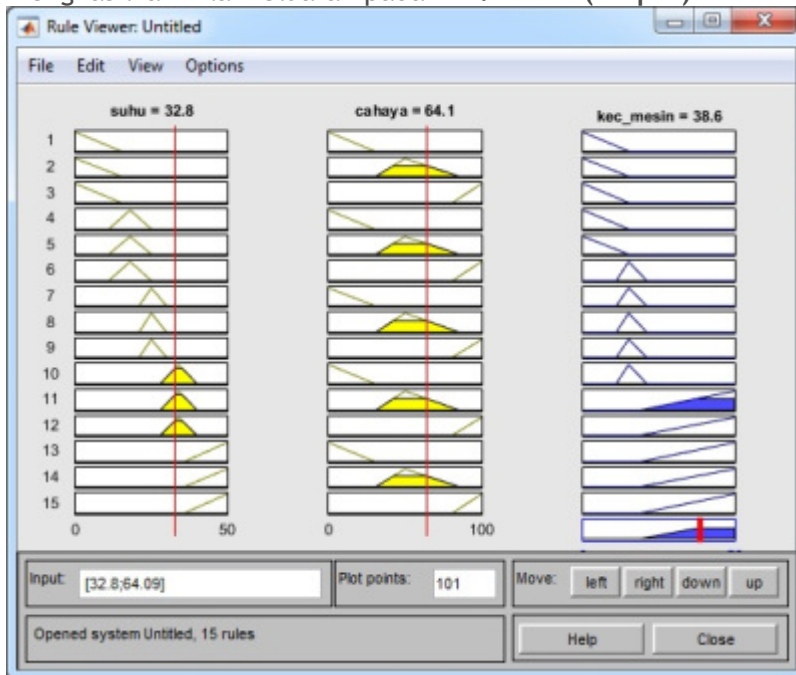 Rule Viewer: Untitled
File Edit View Options
suhu = 32.8
cahaya = 64.1
kec_mesin = 38.6
1
2
3
4
5
6
7
8
9
10
11
12
13
14
15
0 50
0 100
Input: [32.8;64.09]
Plot points: 101
Move: left right down up
Opened system Untitled, 15 rules
Help Close